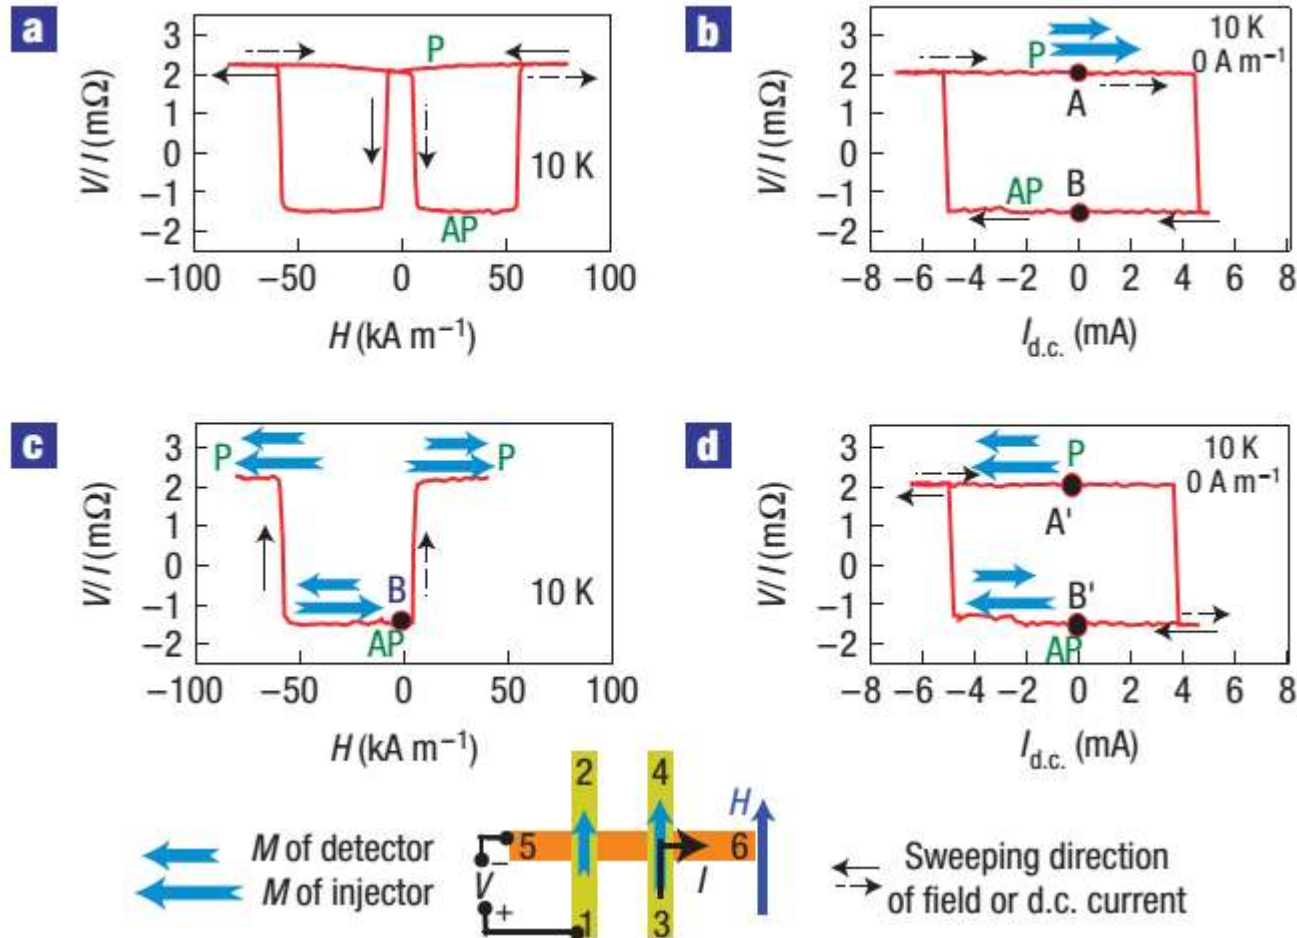 a
V/I (mΩ)
3
2
1
0
−1
−2
P
10 K
AP
−100 −50 0 50 100
H (kA m−1)
b
V/I (mΩ)
3
2
1
0
−1
−2
P
10 K
0 A m−1
A
AP
B
−8 −6 −4 −2 0 2 4 6 8
Id.c. (mA)
c
V/I (mΩ)
3
2
1
0
−1
−2
P
P
B
10 K
AP
−100 −50 0 50 100
H (kA m−1)
d
V/I (mΩ)
3
2
1
0
−1
−2
P
10 K
0 A m−1
A'
B'
AP
−8 −6 −4 −2 0 2 4 6 8
Id.c. (mA)
M of detector
M of injector
2 4
H
5 6
−
V
I
+
1 3
Sweeping direction
of field or d.c. current